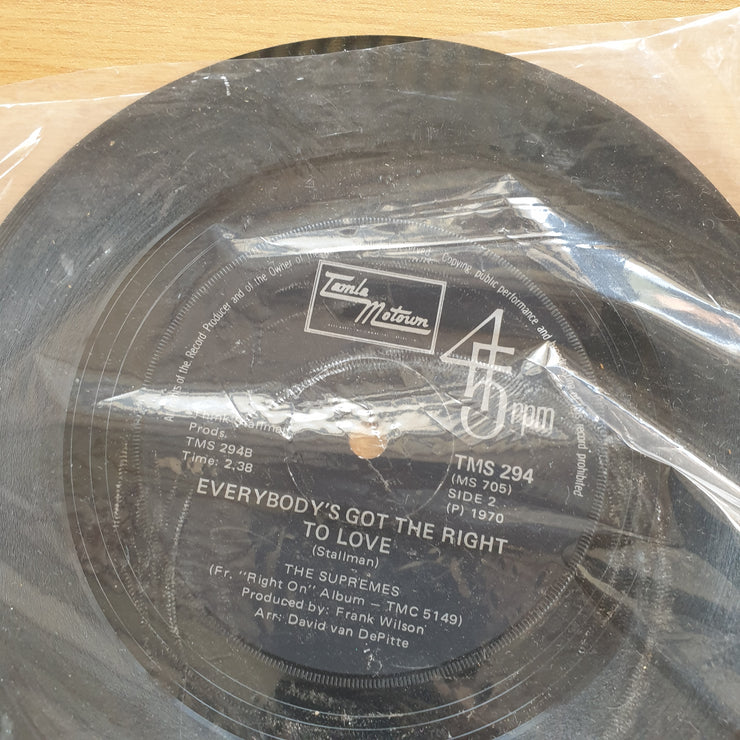 of the Record Producer and of the Owner of
Copying, public performance and
record prohibited
Tamla
Motown
45
rpm
Frank Stallman
Prods.
TMS 294B
Time: 2,38
TMS 294
(MS 705)
SIDE 2
(P) 1970
EVERYBODY'S GOT THE RIGHT
TO LOVE
(Stallman)
THE SUPREMES
(Fr. "Right On" Album – TMC 5149)
Produced by: Frank Wilson
Arr: David van DePitte